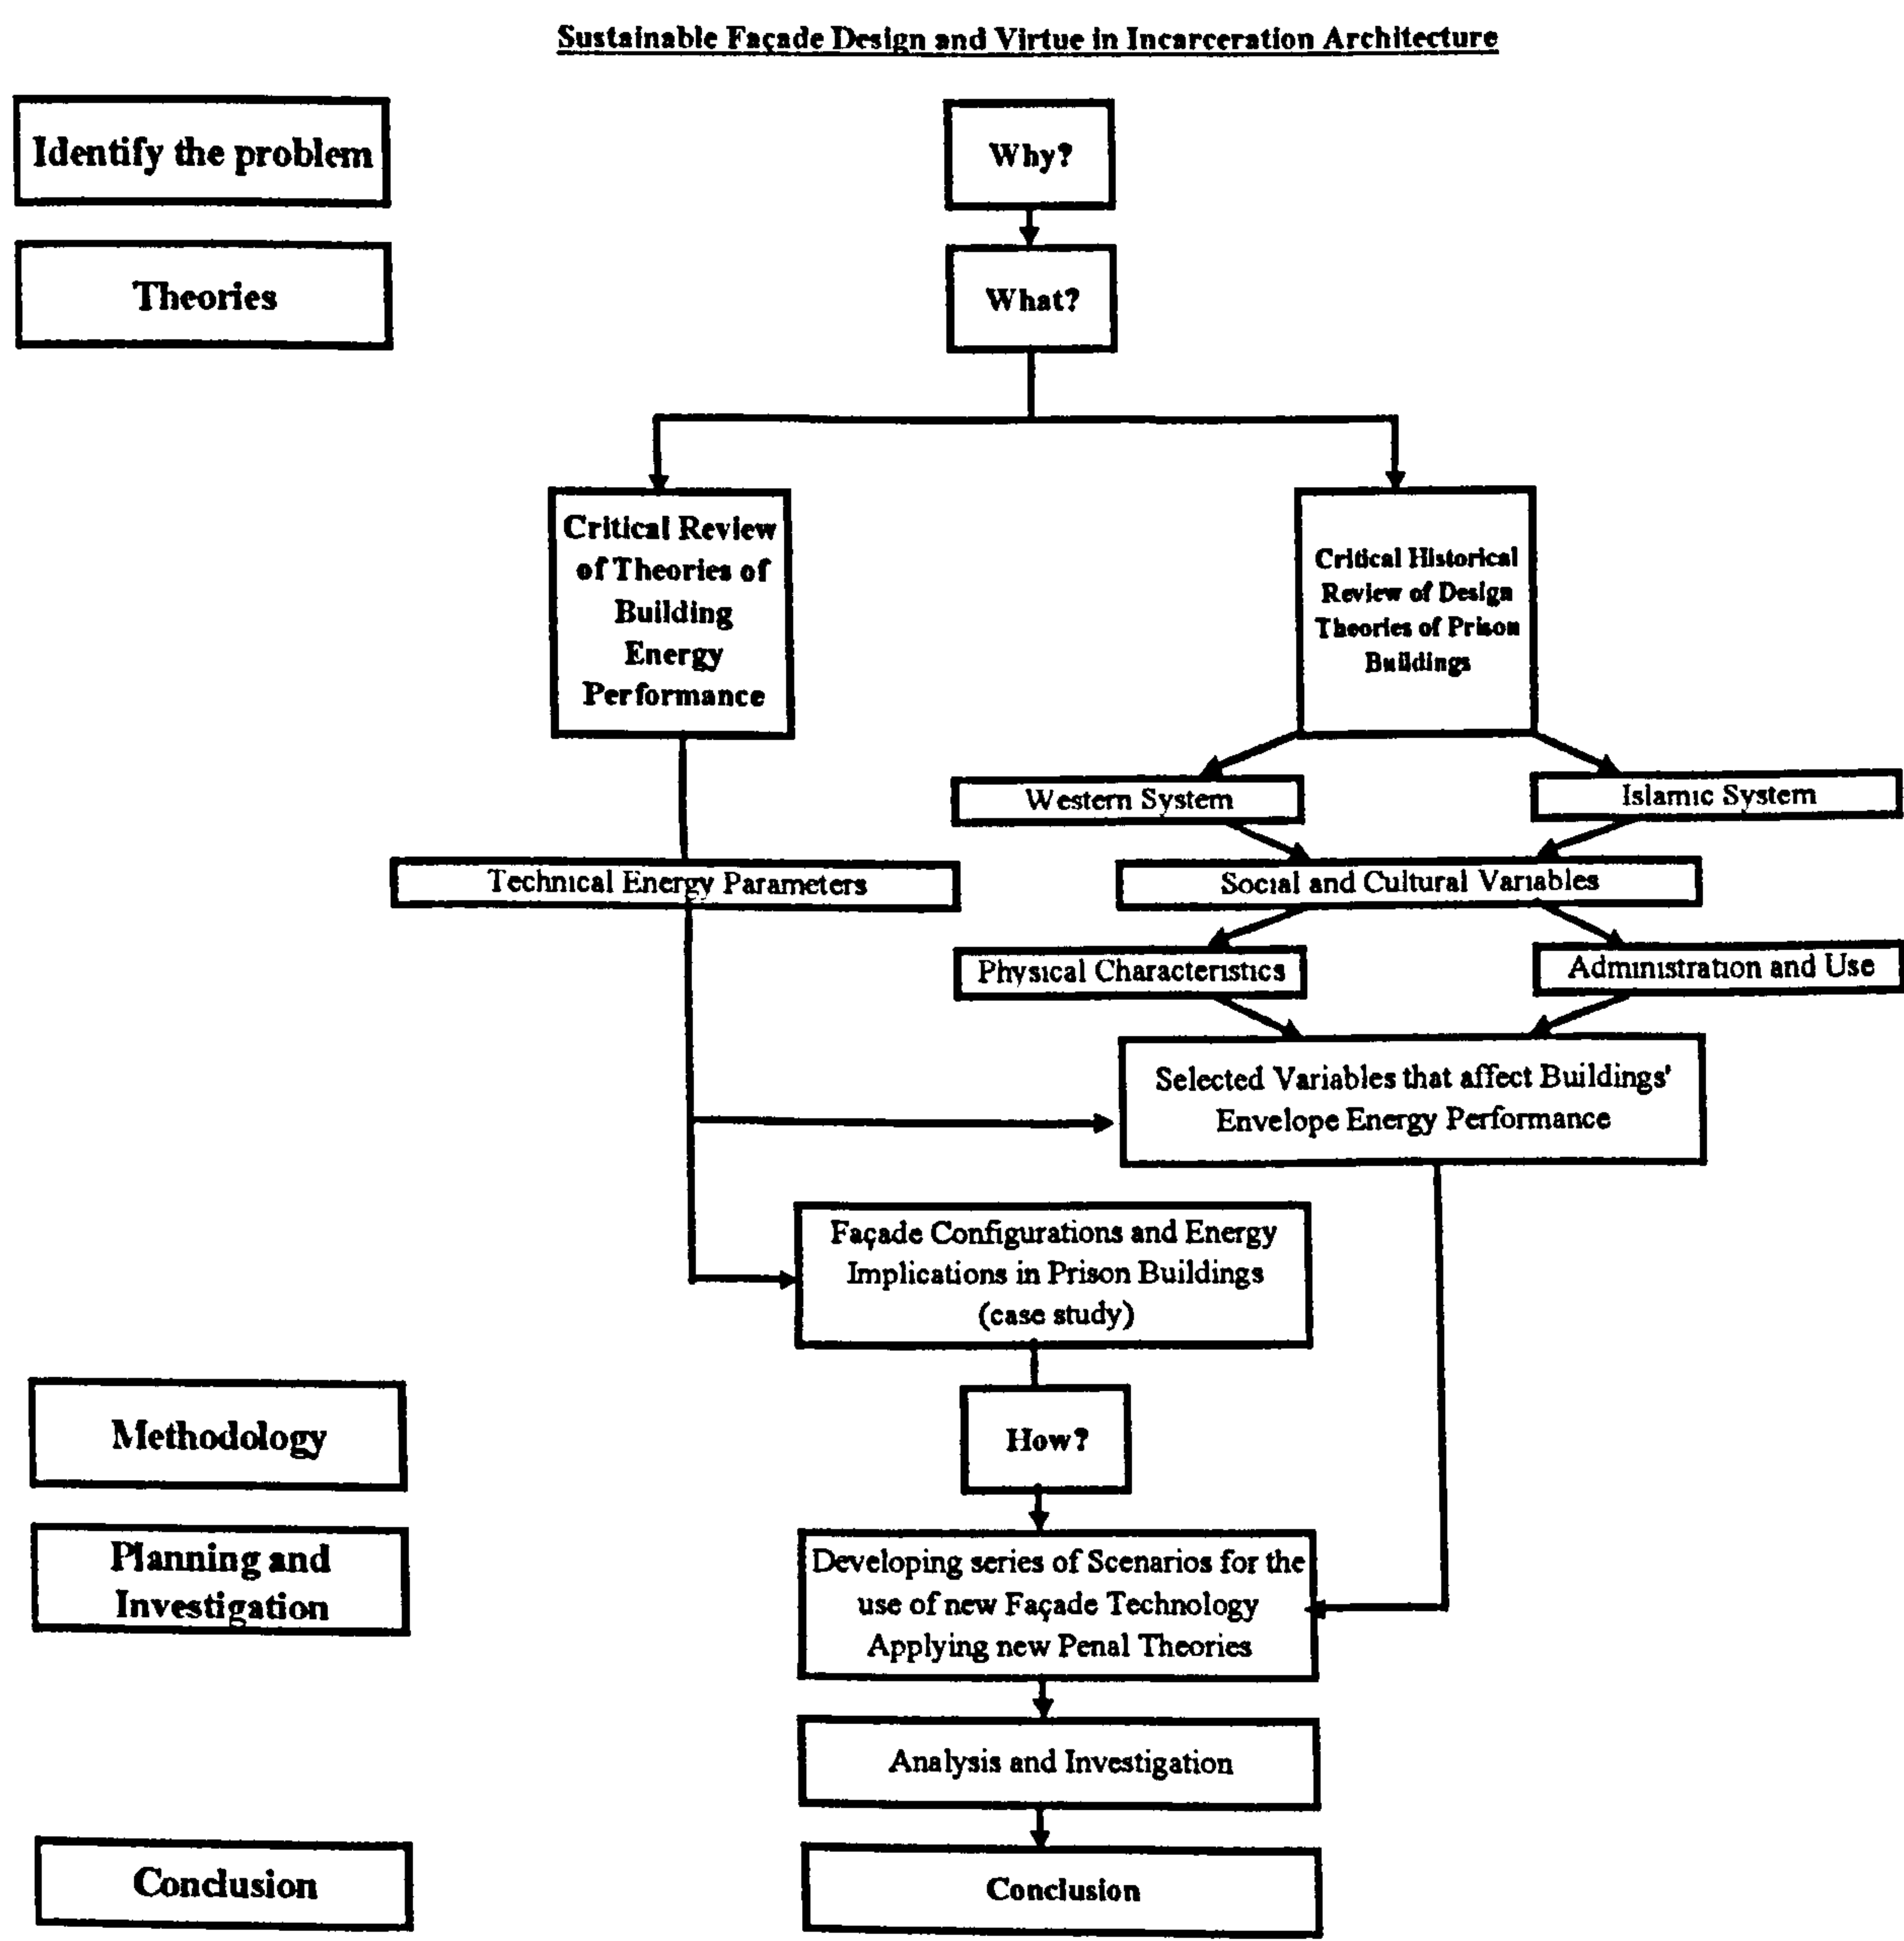 Sustainable Façade Design and Virtue in Incarceration Architecture
Identify the problem
Why?
Theories
What?
Critical Review
of Theories of
Building
Energy
Performance
Critical Historical
Review of Design
Theories of Prison
Buildings
Western System
Islamic System
Technical Energy Parameters
Social and Cultural Variables
Physical Characteristics
Administration and Use
Selected Variables that affect Buildings'
Envelope Energy Performance
Façade Configurations and Energy
Implications in Prison Buildings
(case study)
Methodology
How?
Planning and
Investigation
Developing series of Scenarios for the
use of new Façade Technology
Applying new Penal Theories
Analysis and Investigation
Conclusion
Conclusion